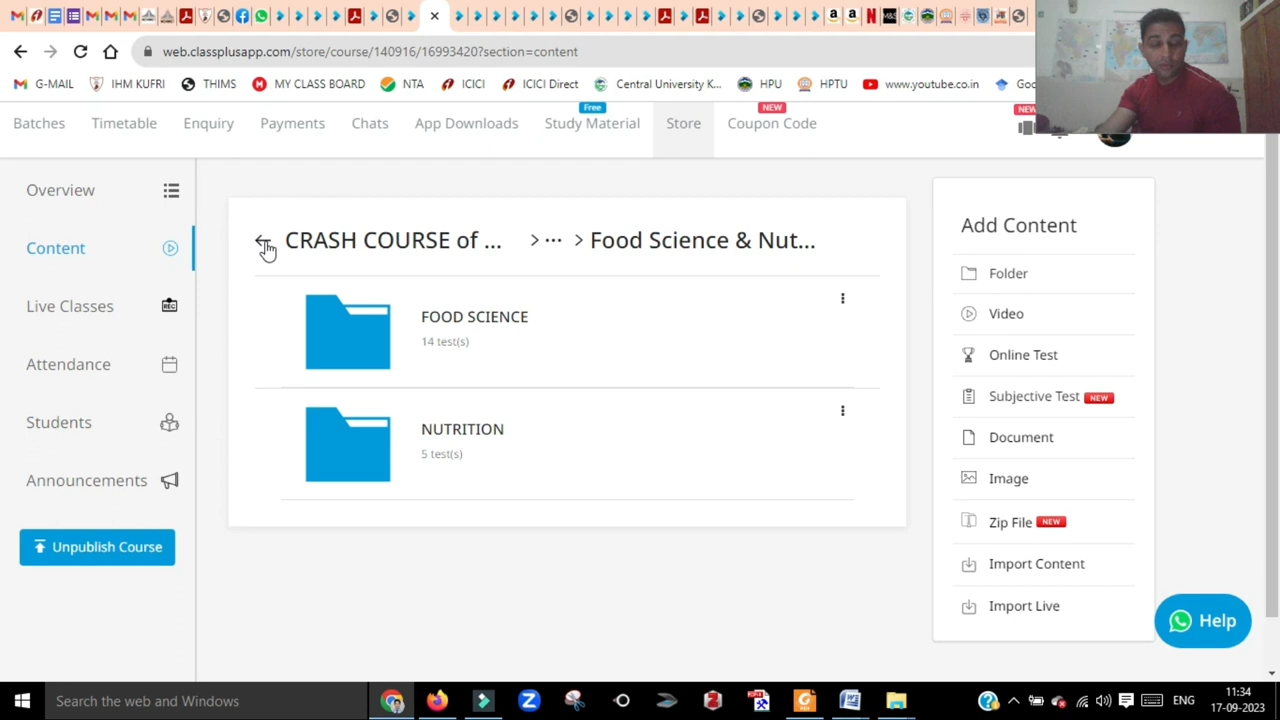 web.classplusapp.com/store/course/140916/16993420?section=content
G-MAIL IHM KUFRI THIMS MY CLASS BOARD NTA ICICI ICICI Direct Central University K... HPU HPTU www.youtube.co.in Goo
Free NEW NEW
Batches Timetable Enquiry Payments Chats App Downloads Study Material Store Coupon Code
Overview
Content
Live Classes
REC
Attendance
Students
Announcements
Unpublish Course
CRASH COURSE of ... > ... > Food Science & Nut...
FOOD SCIENCE
14 test(s)
NUTRITION
5 test(s)
Add Content
Folder
Video
Online Test
Subjective Test NEW
Document
Image
Zip File NEW
Import Content
Import Live
Help
Search the web and Windows
ENG
11:34
17-09-2023